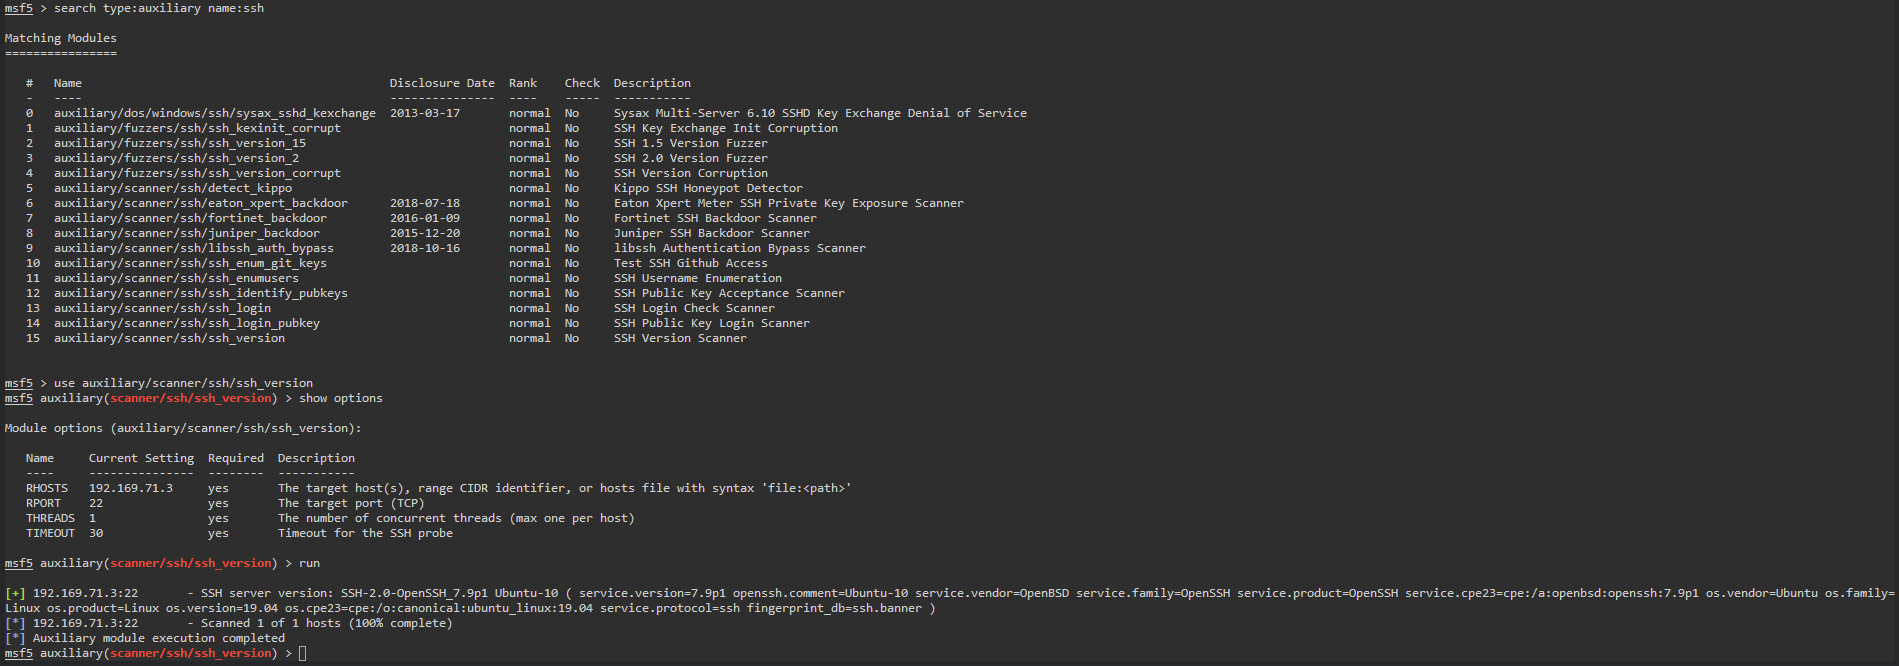 msf5 > search type:auxiliary name:ssh
Matching Modules
================
#  Name  Disclosure Date  Rank  Check  Description
-  ----  ---------------  ----  -----  -----------
0  auxiliary/dos/windows/ssh/sysax_sshd_kexchange  2013-03-17  normal  No  Sysax Multi-Server 6.10 SSHD Key Exchange Denial of Service
1  auxiliary/fuzzers/ssh/ssh_kexinit_corrupt  normal  No  SSH Key Exchange Init Corruption
2  auxiliary/fuzzers/ssh/ssh_version_15  normal  No  SSH 1.5 Version Fuzzer
3  auxiliary/fuzzers/ssh/ssh_version_2  normal  No  SSH 2.0 Version Fuzzer
4  auxiliary/fuzzers/ssh/ssh_version_corrupt  normal  No  SSH Version Corruption
5  auxiliary/scanner/ssh/detect_kippo  normal  No  Kippo SSH Honeypot Detector
6  auxiliary/scanner/ssh/eaton_xpert_backdoor  2018-07-18  normal  No  Eaton Xpert Meter SSH Private Key Exposure Scanner
7  auxiliary/scanner/ssh/fortinet_backdoor  2016-01-09  normal  No  Fortinet SSH Backdoor Scanner
8  auxiliary/scanner/ssh/juniper_backdoor  2015-12-20  normal  No  Juniper SSH Backdoor Scanner
9  auxiliary/scanner/ssh/libssh_auth_bypass  2018-10-16  normal  No  libssh Authentication Bypass Scanner
10  auxiliary/scanner/ssh/ssh_enum_git_keys  normal  No  Test SSH Github Access
11  auxiliary/scanner/ssh/ssh_enumusers  normal  No  SSH Username Enumeration
12  auxiliary/scanner/ssh/ssh_identify_pubkeys  normal  No  SSH Public Key Acceptance Scanner
13  auxiliary/scanner/ssh/ssh_login  normal  No  SSH Login Check Scanner
14  auxiliary/scanner/ssh/ssh_login_pubkey  normal  No  SSH Public Key Login Scanner
15  auxiliary/scanner/ssh/ssh_version  normal  No  SSH Version Scanner
msf5 > use auxiliary/scanner/ssh/ssh_version
msf5 auxiliary(scanner/ssh/ssh_version) > show options
Module options (auxiliary/scanner/ssh/ssh_version):
Name  Current Setting  Required  Description
----  ---------------  --------  -----------
RHOSTS  192.169.71.3  yes  The target host(s), range CIDR identifier, or hosts file with syntax 'file:<path>'
RPORT  22  yes  The target port (TCP)
THREADS  1  yes  The number of concurrent threads (max one per host)
TIMEOUT  30  yes  Timeout for the SSH probe
msf5 auxiliary(scanner/ssh/ssh_version) > run
[+] 192.169.71.3:22  - SSH server version: SSH-2.0-OpenSSH_7.9p1 Ubuntu-10 ( service.version=7.9p1 openssh.comment=Ubuntu-10 service.vendor=OpenBSD service.family=OpenSSH service.product=OpenSSH service.cpe23=cpe:/a:openbsd:openssh:7.9p1 os.vendor=Ubuntu os.family=
Linux os.product=Linux os.version=19.04 os.cpe23=cpe:/o:canonical:ubuntu_linux:19.04 service.protocol=ssh fingerprint_db=ssh.banner )
[*] 192.169.71.3:22  - Scanned 1 of 1 hosts (100% complete)
[*] Auxiliary module execution completed
msf5 auxiliary(scanner/ssh/ssh_version) >